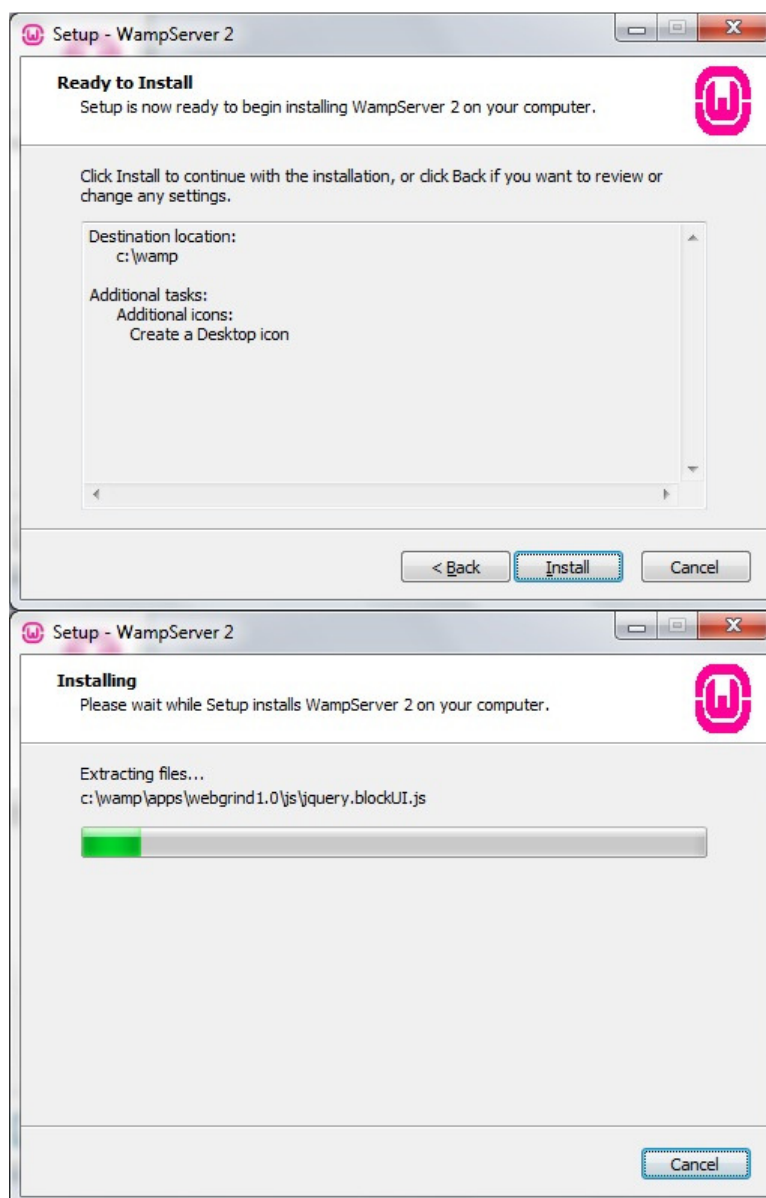 Setup - WampServer 2
Ready to Install
Setup is now ready to begin installing WampServer 2 on your computer.
Click Install to continue with the installation, or click Back if you want to review or
change any settings.
Destination location:
c:\wamp
Additional tasks:
Additional icons:
Create a Desktop icon
< Back Install Cancel
Setup - WampServer 2
Installing
Please wait while Setup installs WampServer 2 on your computer.
Extracting files...
c:\wamp\apps\webgrind1.0\js\jquery.blockUI.js
Cancel